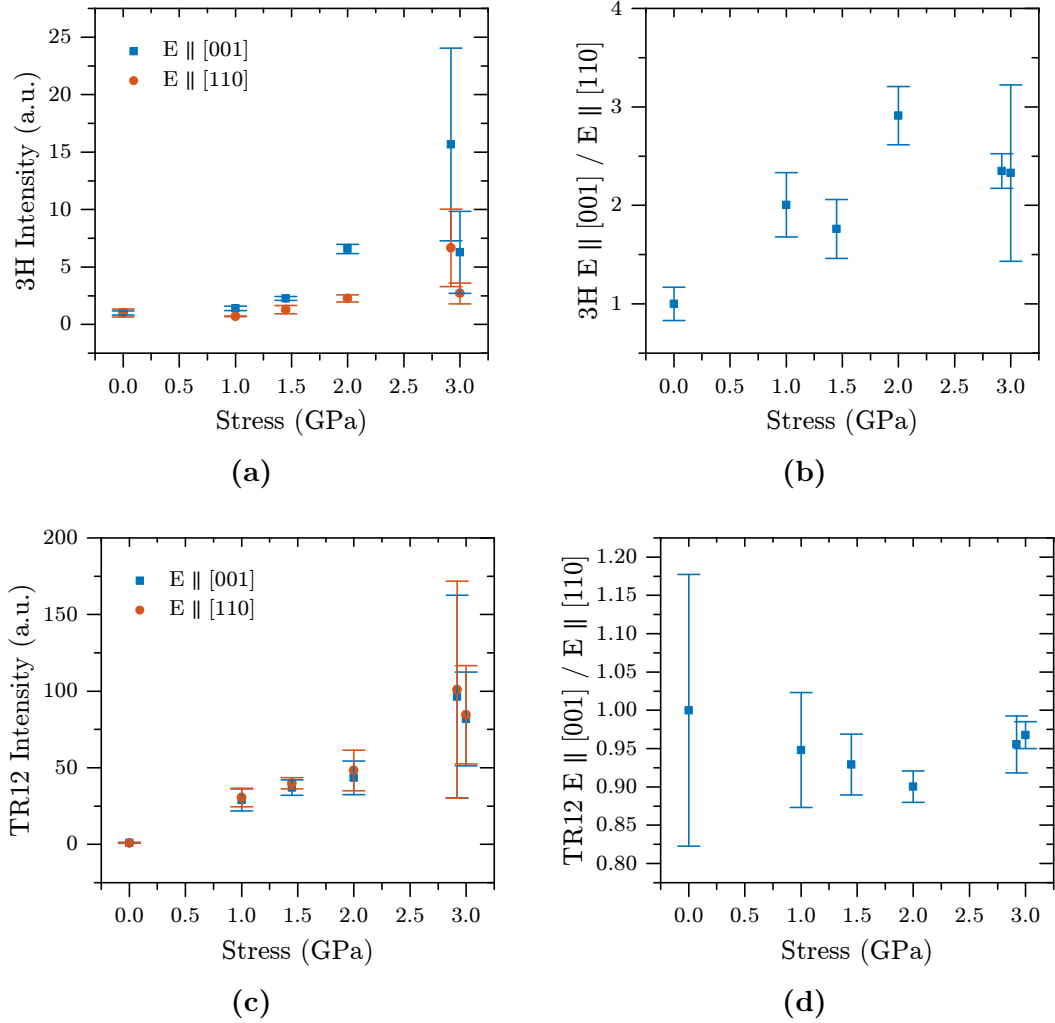 25
20
15
10
5
0
3H Intensity (a.u.)
E ∥ [001]
E ∥ [110]
0.0 0.5 1.0 1.5 2.0 2.5 3.0
Stress (GPa)
(a)
4
3
2
1
3H E ∥ [001] / E ∥ [110]
0.0 0.5 1.0 1.5 2.0 2.5 3.0
Stress (GPa)
(b)
200
150
100
50
0
TR12 Intensity (a.u.)
E ∥ [001]
E ∥ [110]
0.0 0.5 1.0 1.5 2.0 2.5 3.0
Stress (GPa)
(c)
1.20
1.15
1.10
1.05
1.00
0.95
0.90
0.85
0.80
TR12 E ∥ [001] / E ∥ [110]
0.0 0.5 1.0 1.5 2.0 2.5 3.0
Stress (GPa)
(d)